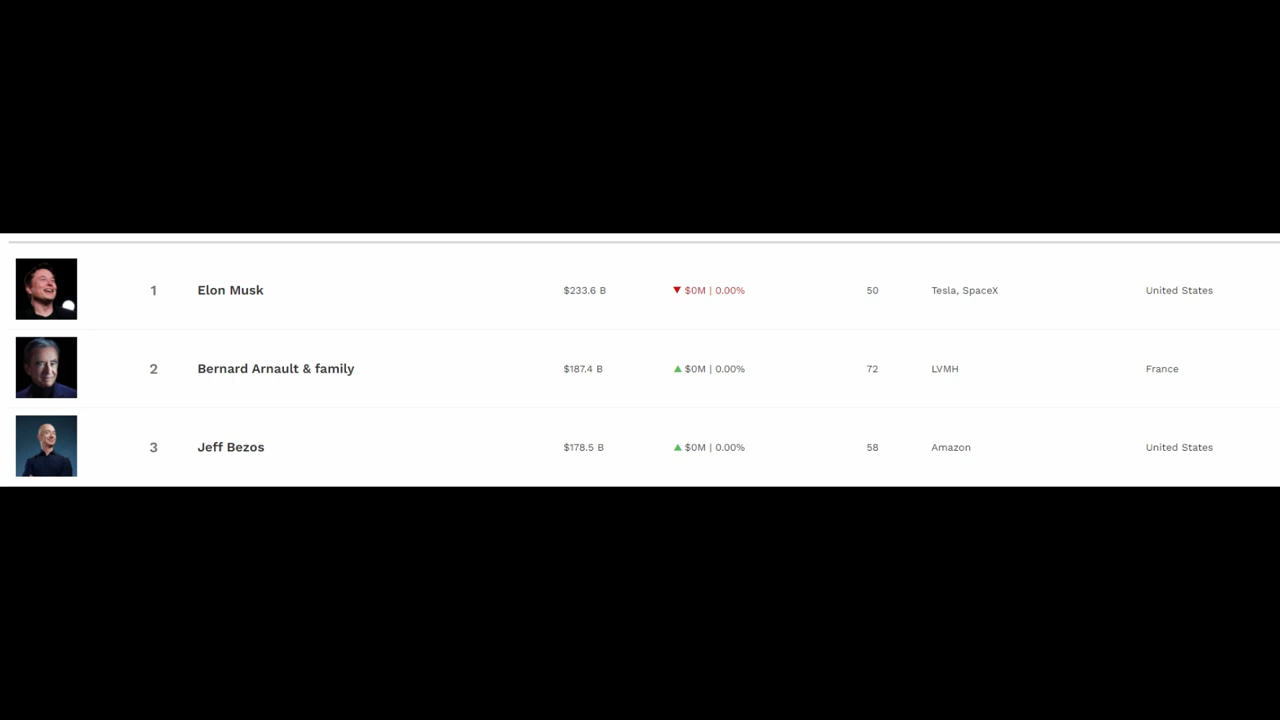 1 Elon Musk $233.6 B ▼ $0M | 0.00% 50 Tesla, SpaceX United States
2 Bernard Arnault & family $187.4 B ▲ $0M | 0.00% 72 LVMH France
3 Jeff Bezos $178.5 B ▲ $0M | 0.00% 58 Amazon United States